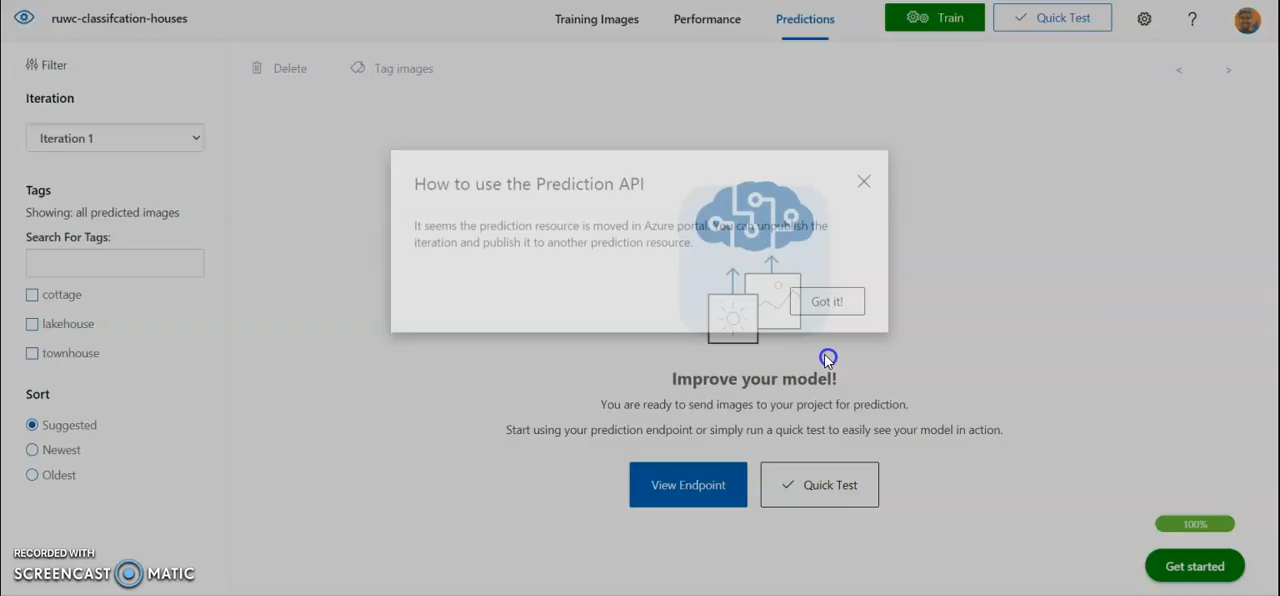 ruwc-classifcation-houses
Training Images
Performance
Predictions
Train
Quick Test
?
Filter
Delete
Tag images
<
>
Iteration
Iteration 1
Tags
Showing: all predicted images
Search For Tags:
cottage
lakehouse
townhouse
Sort
Suggested
Newest
Oldest
How to use the Prediction API
It seems the prediction resource is moved in Azure portal. You can unpublish the
iteration and publish it to another prediction resource.
Got it!
Improve your model!
You are ready to send images to your project for prediction.
Start using your prediction endpoint or simply run a quick test to easily see your model in action.
View Endpoint
Quick Test
100%
Get started
RECORDED WITH
SCREENCAST MATIC